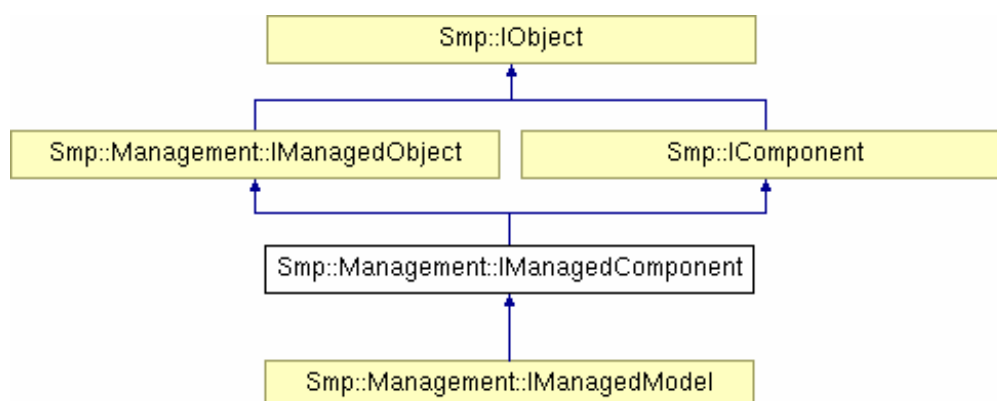 Smp::IObject
Smp::Management::IManagedObject
Smp::IComponent
Smp::Management::IManagedComponent
Smp::Management::IManagedModel